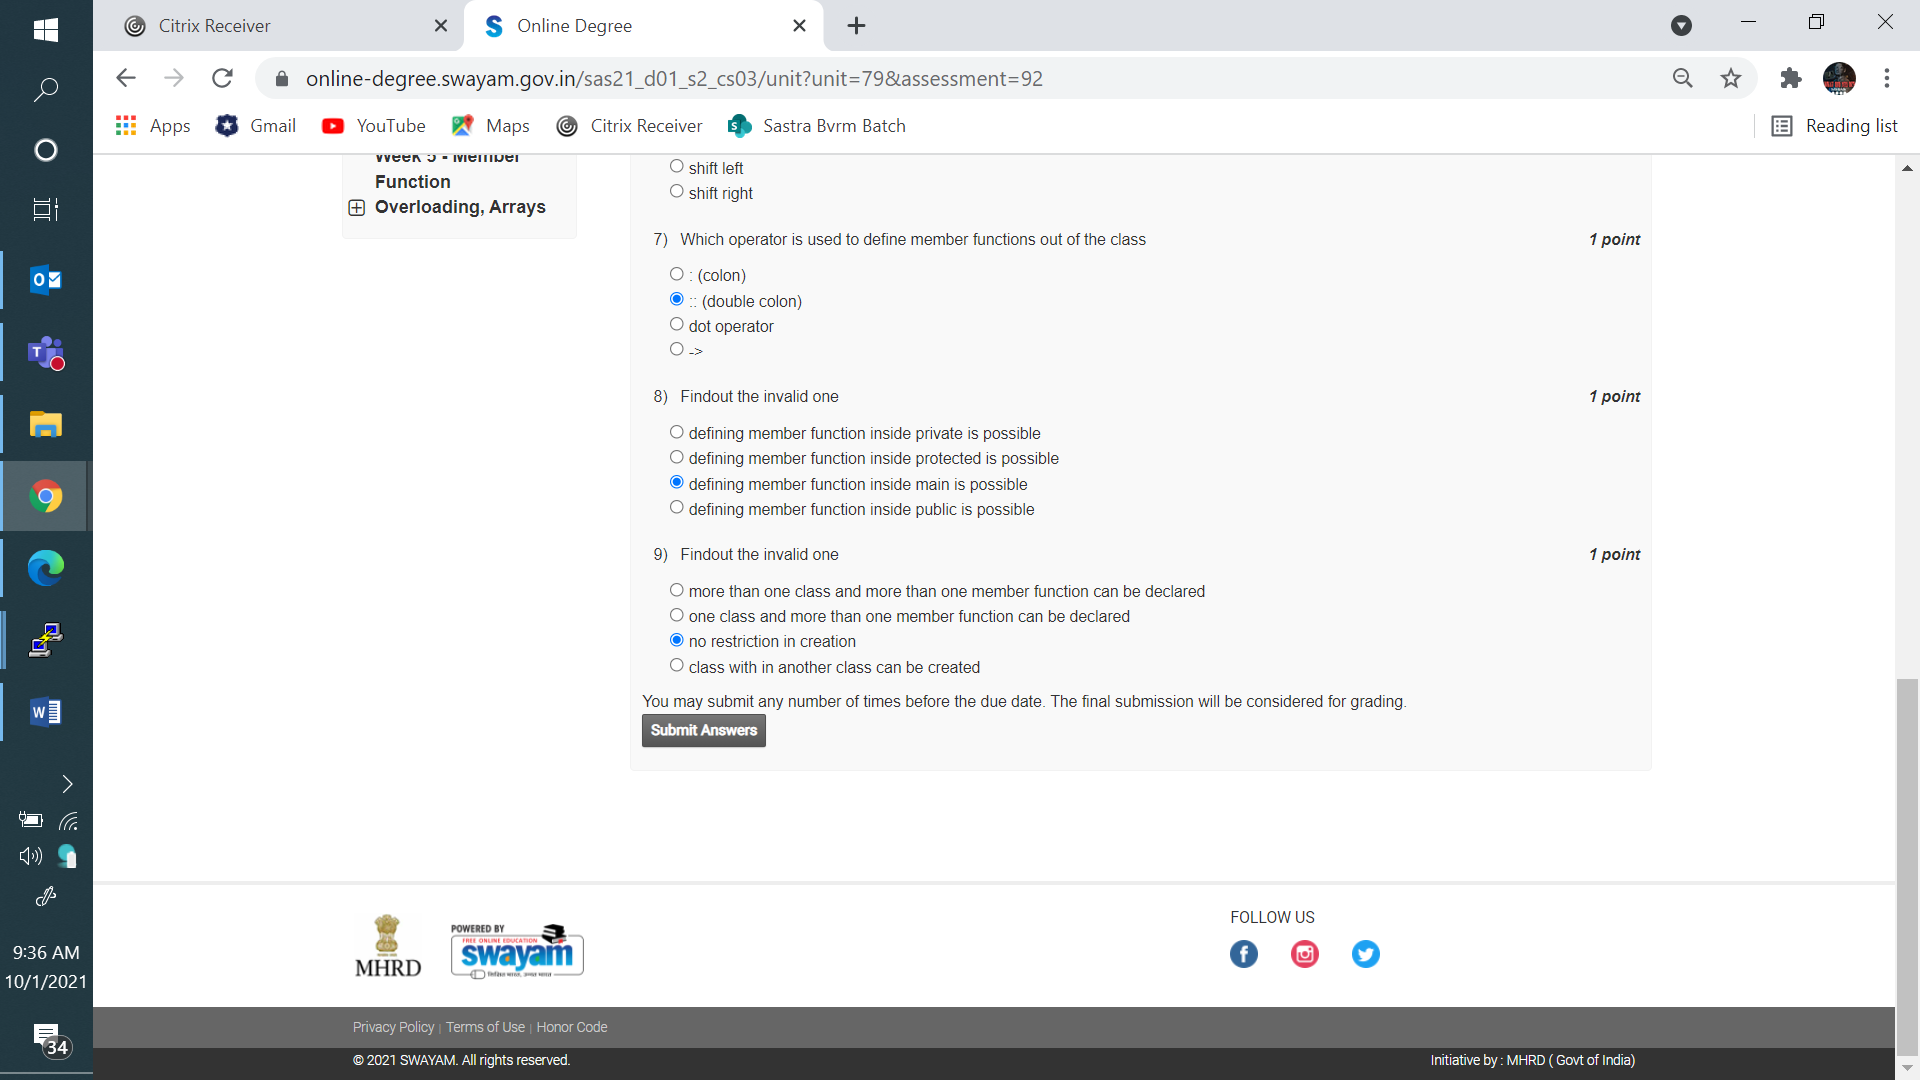 Citrix Receiver
Online Degree
online-degree.swayam.gov.in/sas21_d01_s2_cs03/unit?unit=79&assessment=92
Apps
Gmail
YouTube
Maps
Citrix Receiver
Sastra Bvrm Batch
Reading list
Week 5 - Member
Function
Overloading, Arrays
shift left
shift right
7) Which operator is used to define member functions out of the class
1 point
: (colon)
:: (double colon)
dot operator
->
8) Findout the invalid one
1 point
defining member function inside private is possible
defining member function inside protected is possible
defining member function inside main is possible
defining member function inside public is possible
9) Findout the invalid one
1 point
more than one class and more than one member function can be declared
one class and more than one member function can be declared
no restriction in creation
class with in another class can be created
You may submit any number of times before the due date. The final submission will be considered for grading.
Submit Answers
MHRD
POWERED BY
FREE ONLINE EDUCATION
swayam
FOLLOW US
Privacy Policy | Terms of Use | Honor Code
© 2021 SWAYAM. All rights reserved.
Initiative by : MHRD ( Govt of India)
9:36 AM
10/1/2021
34